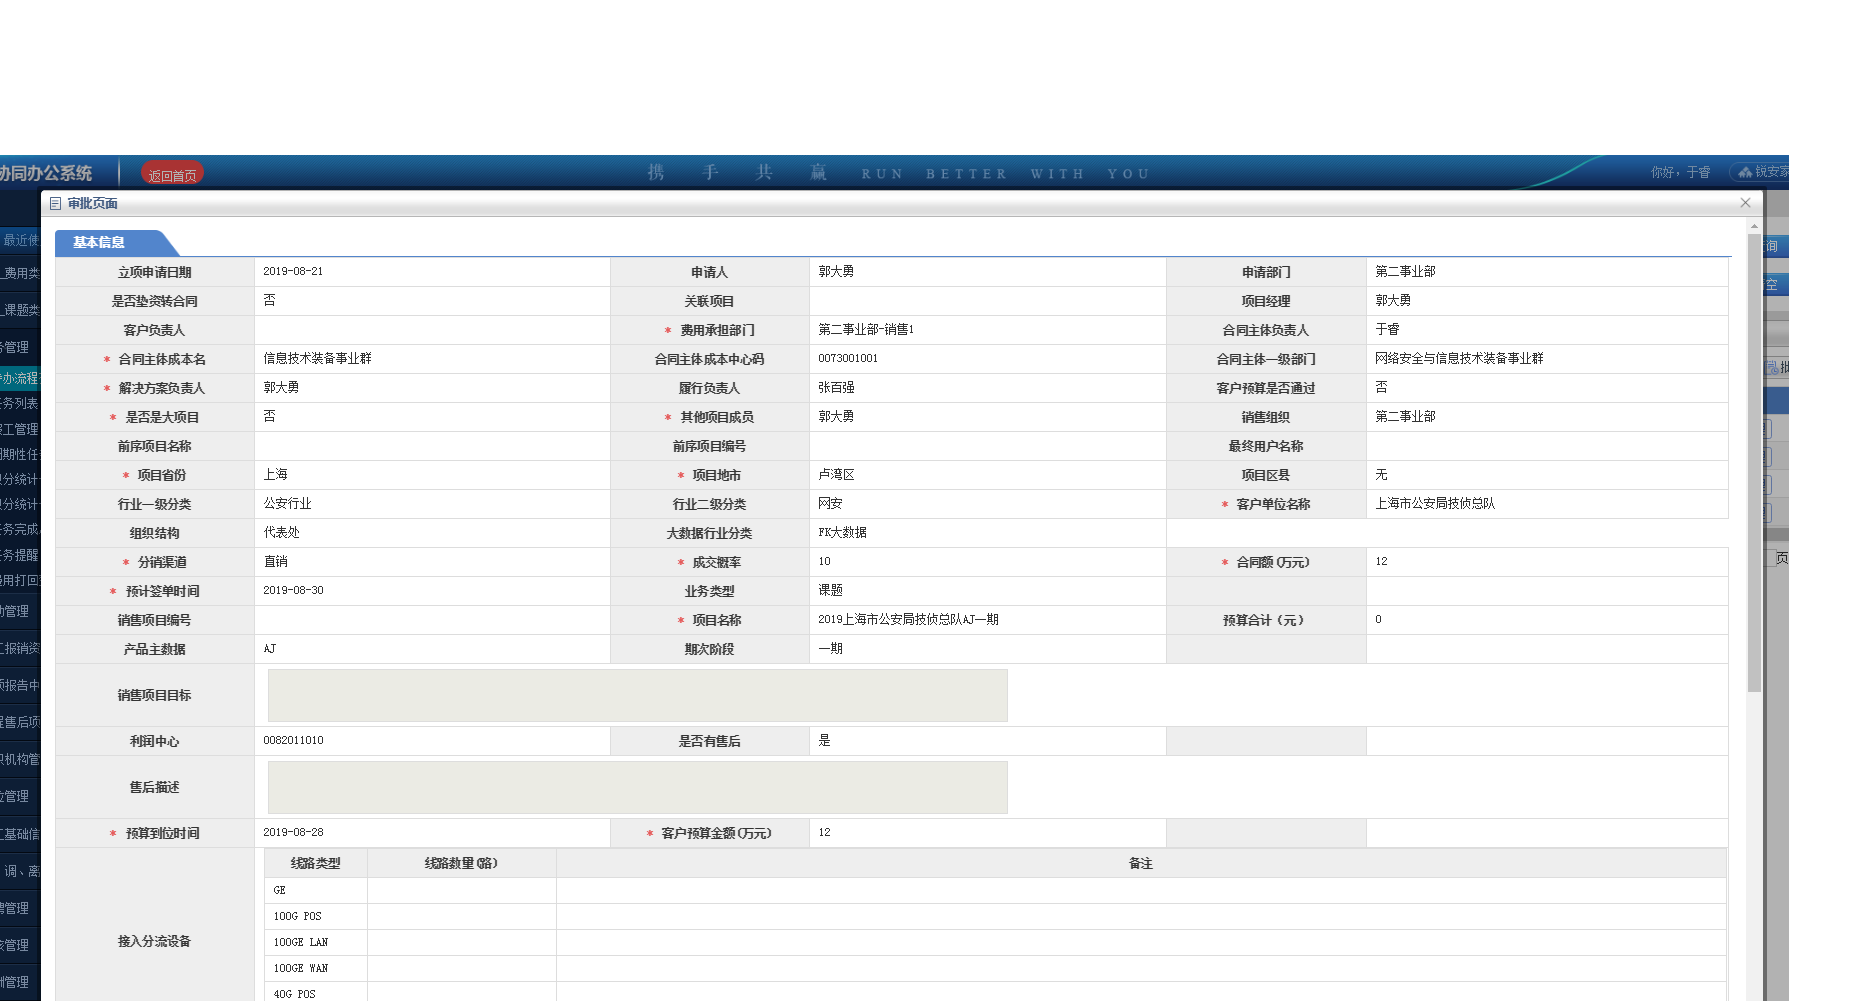 协同办公系统 返回首页 携 手 共 赢 RUN BETTER WITH YOU 你好，于睿 锐安家
审批页面
基本信息
立项申请日期 2019-08-21 申请人 郭大勇 申请部门 第二事业部
是否垫资转合同 否 关联项目 项目经理 郭大勇
客户负责人 * 费用承担部门 第二事业部-销售1 合同主体负责人 于睿
* 合同主体成本名 信息技术装备事业群 合同主体成本中心码 0073001001 合同主体一级部门 网络安全与信息技术装备事业群
* 解决方案负责人 郭大勇 履行负责人 张百强 客户预算是否通过 否
* 是否是大项目 否 * 其他项目成员 郭大勇 销售组织 第二事业部
前序项目名称 前序项目编号 最终用户名称
* 项目省份 上海 * 项目地市 卢湾区 项目区县 无
行业一级分类 公安行业 行业二级分类 网安 * 客户单位名称 上海市公安局技侦总队
组织结构 代表处 大数据行业分类 FK大数据
* 分销渠道 直销 * 成交概率 10 * 合同额(万元) 12
* 预计签单时间 2019-08-30 业务类型 课题
销售项目编号 * 项目名称 2019上海市公安局技侦总队AJ一期 预算合计（元） 0
产品主数据 AJ 期次阶段 一期
销售项目目标
利润中心 0082011010 是否有售后 是
售后描述
* 预算到位时间 2019-08-28 * 客户预算金额(万元) 12
接入分流设备
线路类型 线路数量(路) 备注
GE
100G POS
100GE LAN
100GE WAN
40G POS
最近使
费用类
课题类
管理
办流程
务列表
工管理
期性任
分统计
分统计
务完成
务提醒
用打回
管理
报销资
报告中
售后项
机构管
管理
基础信
调、离
管理
管理
管理
询
空
批
页